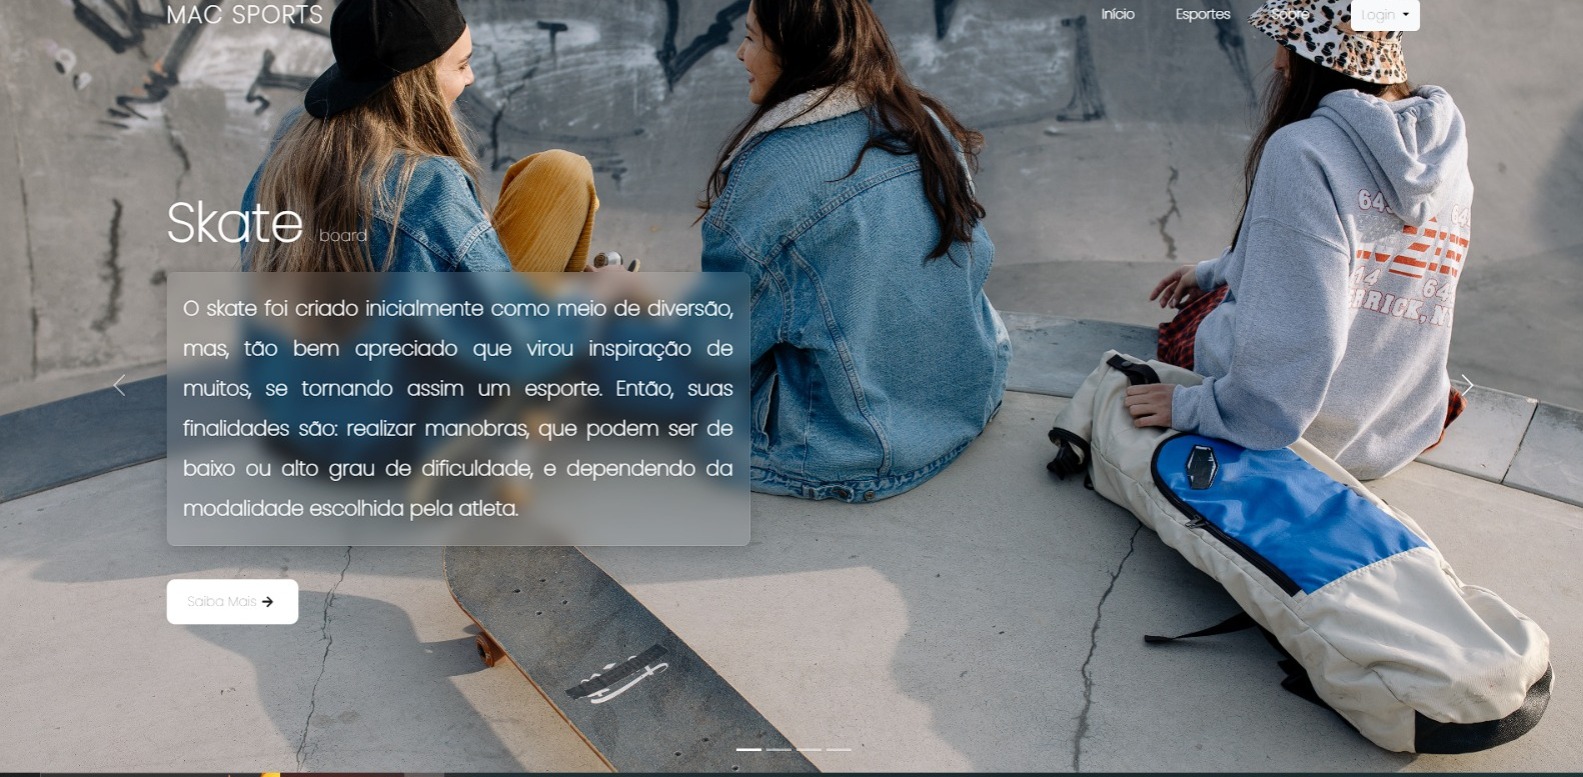 MAC SPORTS
Início Esportes Sobre Login
Skate board
O skate foi criado inicialmente como meio de diversão,
mas, tão bem apreciado que virou inspiração de
muitos, se tornando assim um esporte. Então, suas
finalidades são: realizar manobras, que podem ser de
baixo ou alto grau de dificuldade, e dependendo da
modalidade escolhida pela atleta.
Saiba Mais